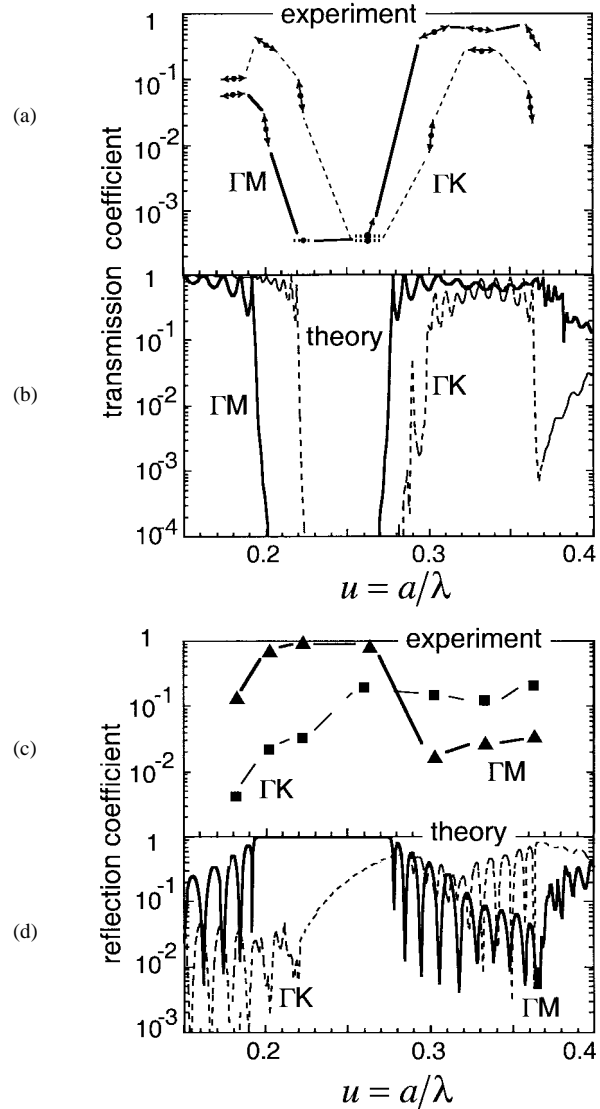 experiment
(a)
transmission coefficient
1
10-1
10-2
10-3
ΓM
ΓK
(b)
1
10-1
10-2
10-3
10-4
theory
ΓM
ΓK
0.2 0.3 0.4
u = a/λ
experiment
(c)
reflection coefficient
1
10-1
10-2
ΓK
ΓM
theory
(d)
1
10-1
10-2
10-3
ΓK
ΓM
0.2 0.3 0.4
u = a/λ